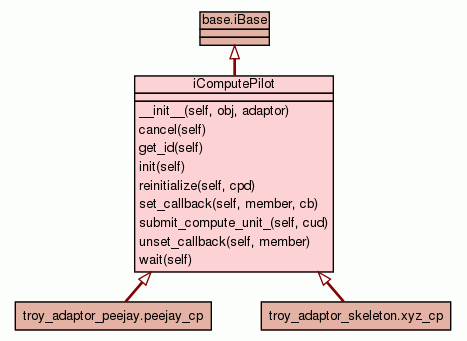 base.iBase
iComputePilot
__init__(self, obj, adaptor)
cancel(self)
get_id(self)
init(self)
reinitialize(self, cpd)
set_callback(self, member, cb)
submit_compute_unit_(self, cud)
unset_callback(self, member)
wait(self)
troy_adaptor_peejay.peejay_cp
troy_adaptor_skeleton.xyz_cp